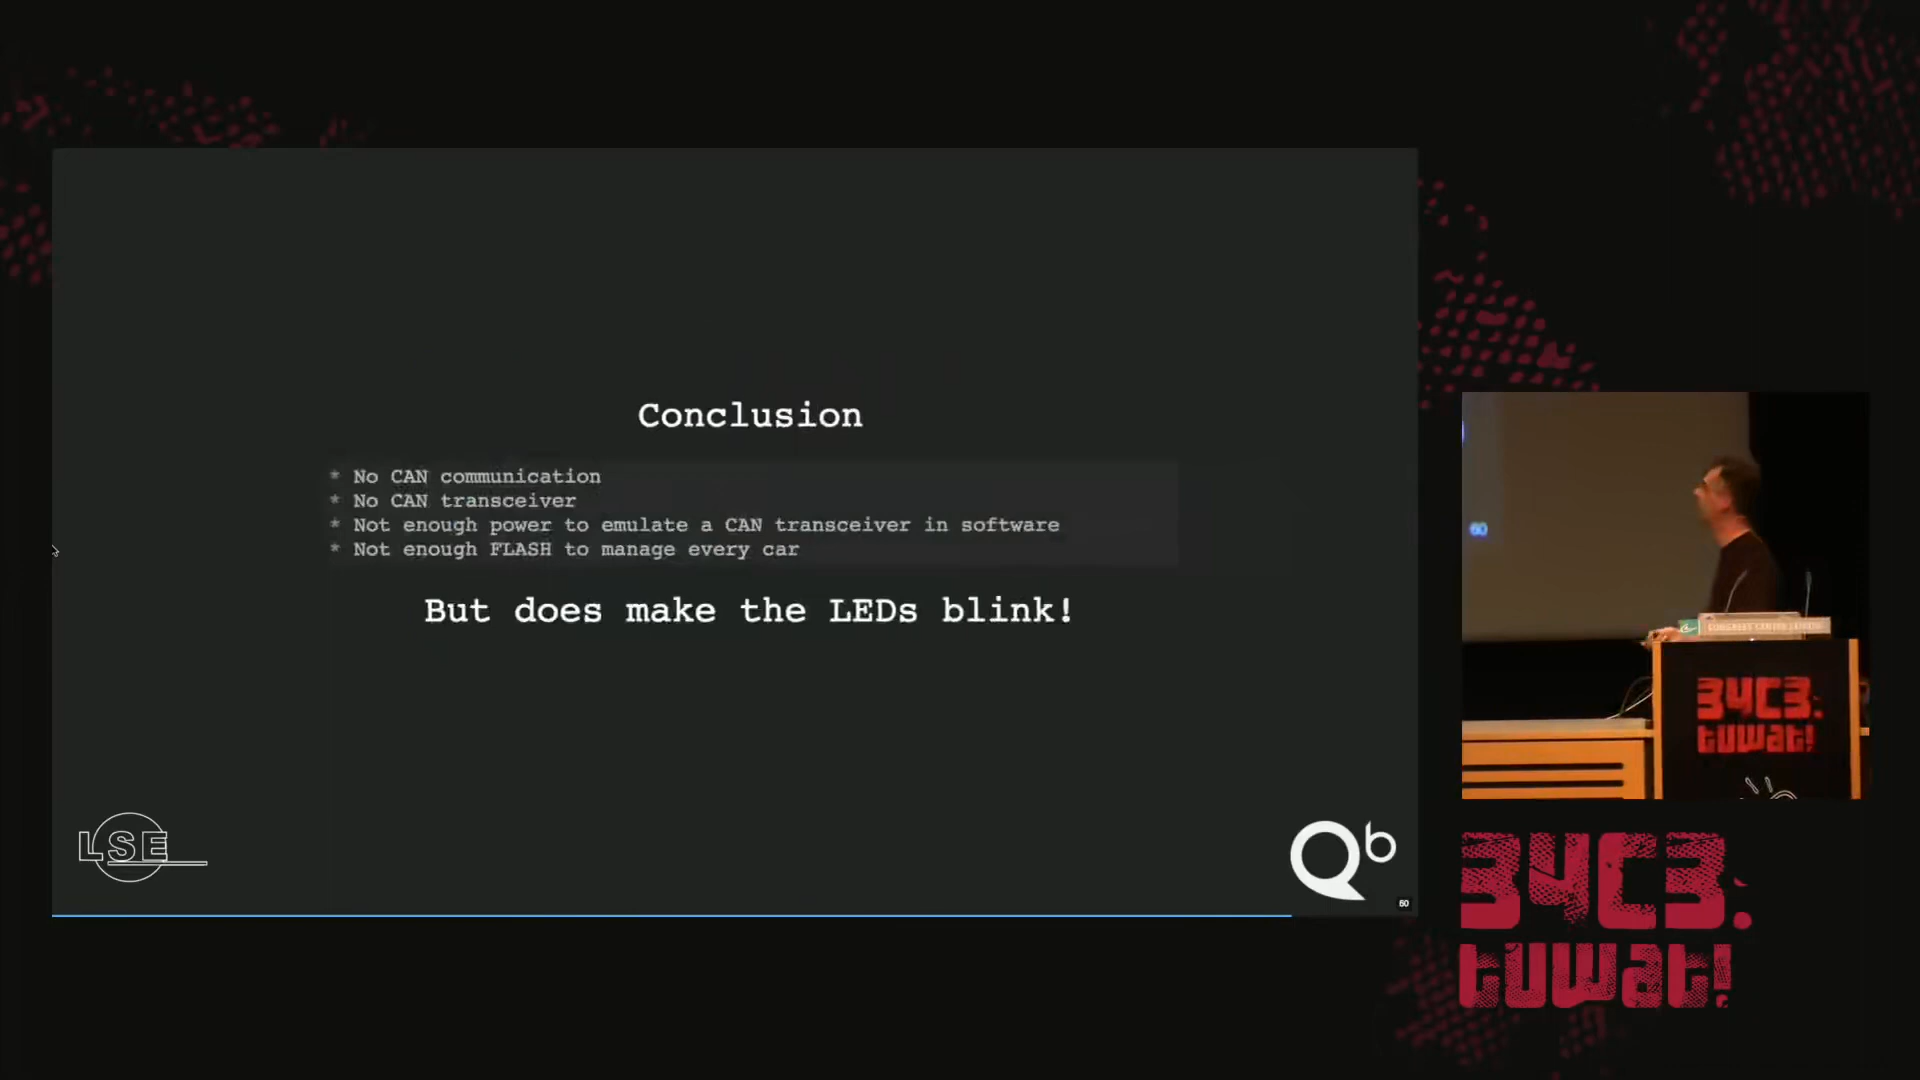 Conclusion
* No CAN communication
* No CAN transceiver
* Not enough power to emulate a CAN transceiver in software
* Not enough FLASH to manage every car
But does make the LEDs blink!
LSE
Qb
60
60
34C3.
tuwat!
34C3.
tuwat!